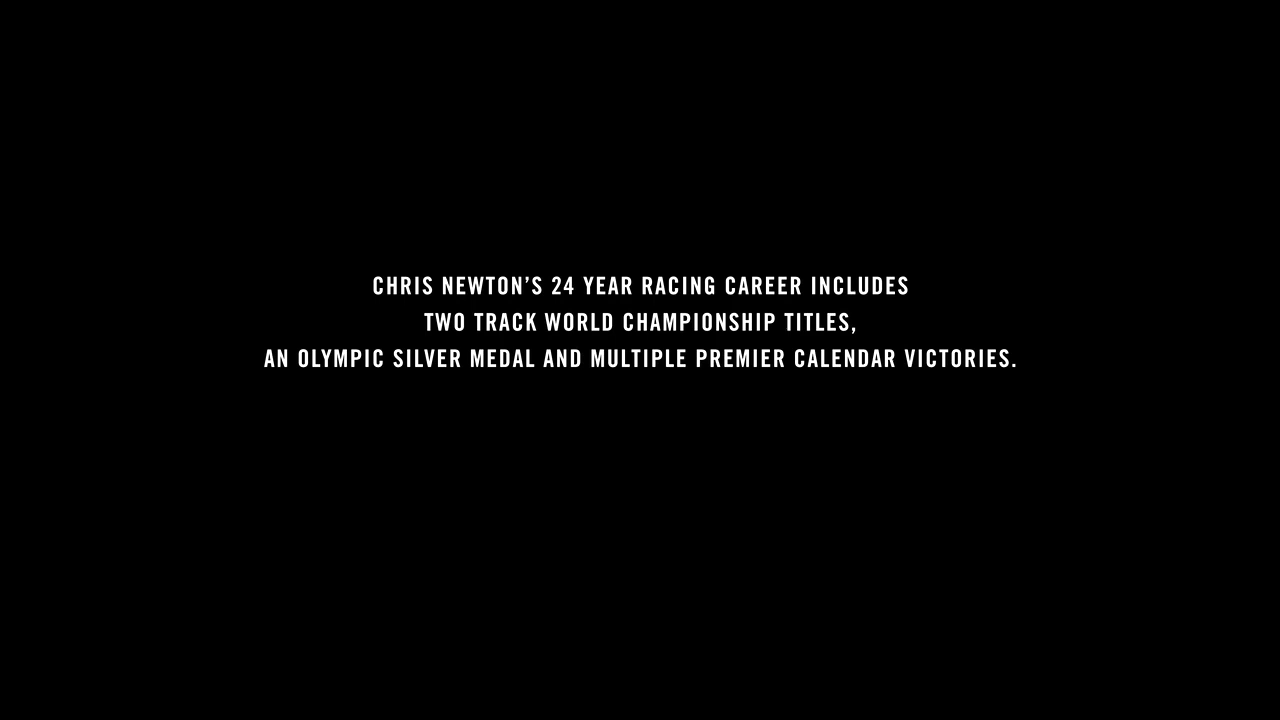 CHRIS NEWTON’S 24 YEAR RACING CAREER INCLUDES
TWO TRACK WORLD CHAMPIONSHIP TITLES,
AN OLYMPIC SILVER MEDAL AND MULTIPLE PREMIER CALENDAR VICTORIES.